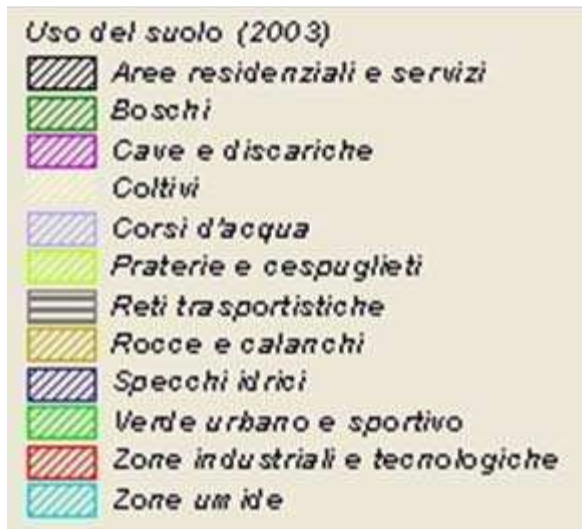 Uso del suolo (2003)
Aree residenziali e servizi
Boschi
Cave e discariche
Coltivi
Corsi d'acqua
Praterie e cespuglieti
Reti trasportistiche
Rocce e calanchi
Specchi idrici
Verde urbano e sportivo
Zone industriali e tecnologiche
Zone umide